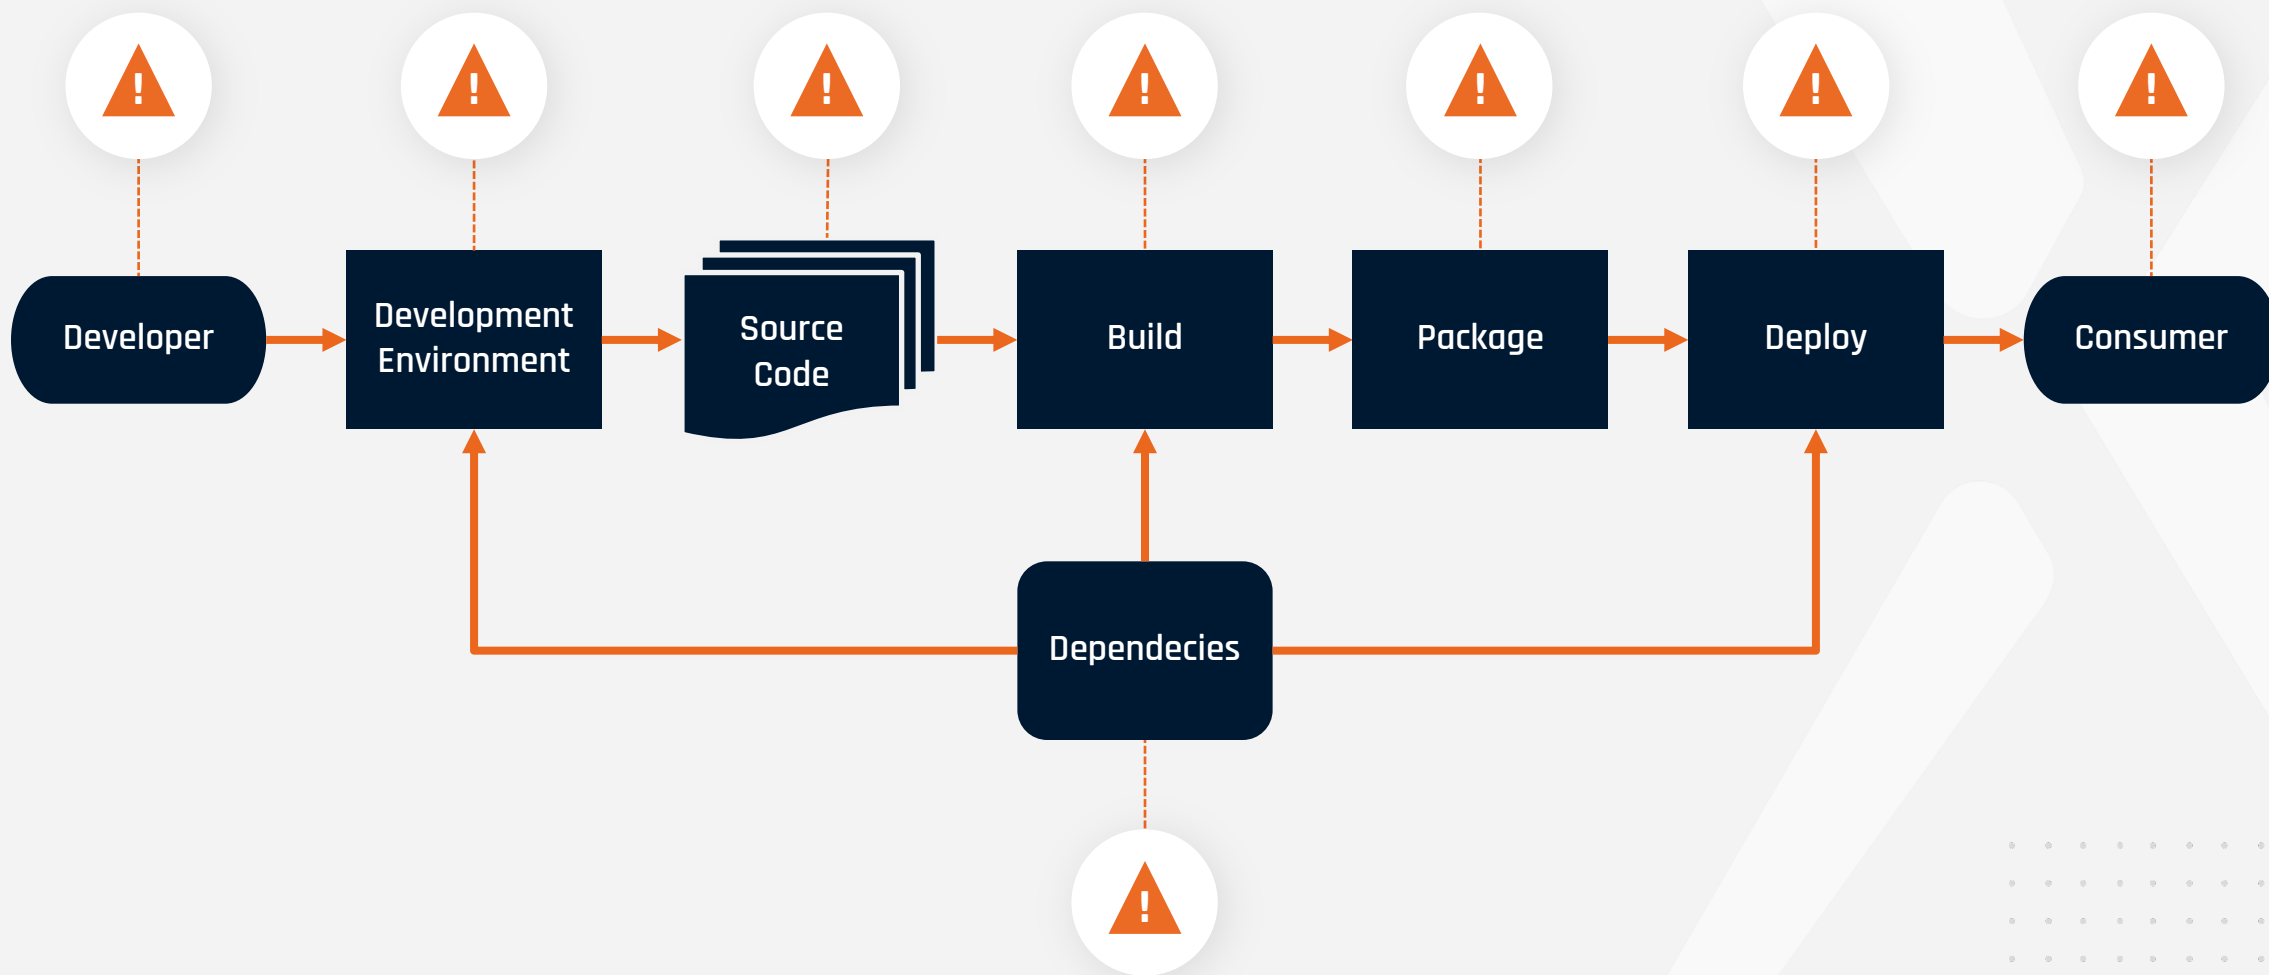 !
!
!
!
!
!
!
Developer
Development
Environment
Source
Code
Build
Package
Deploy
Consumer
Dependecies
!